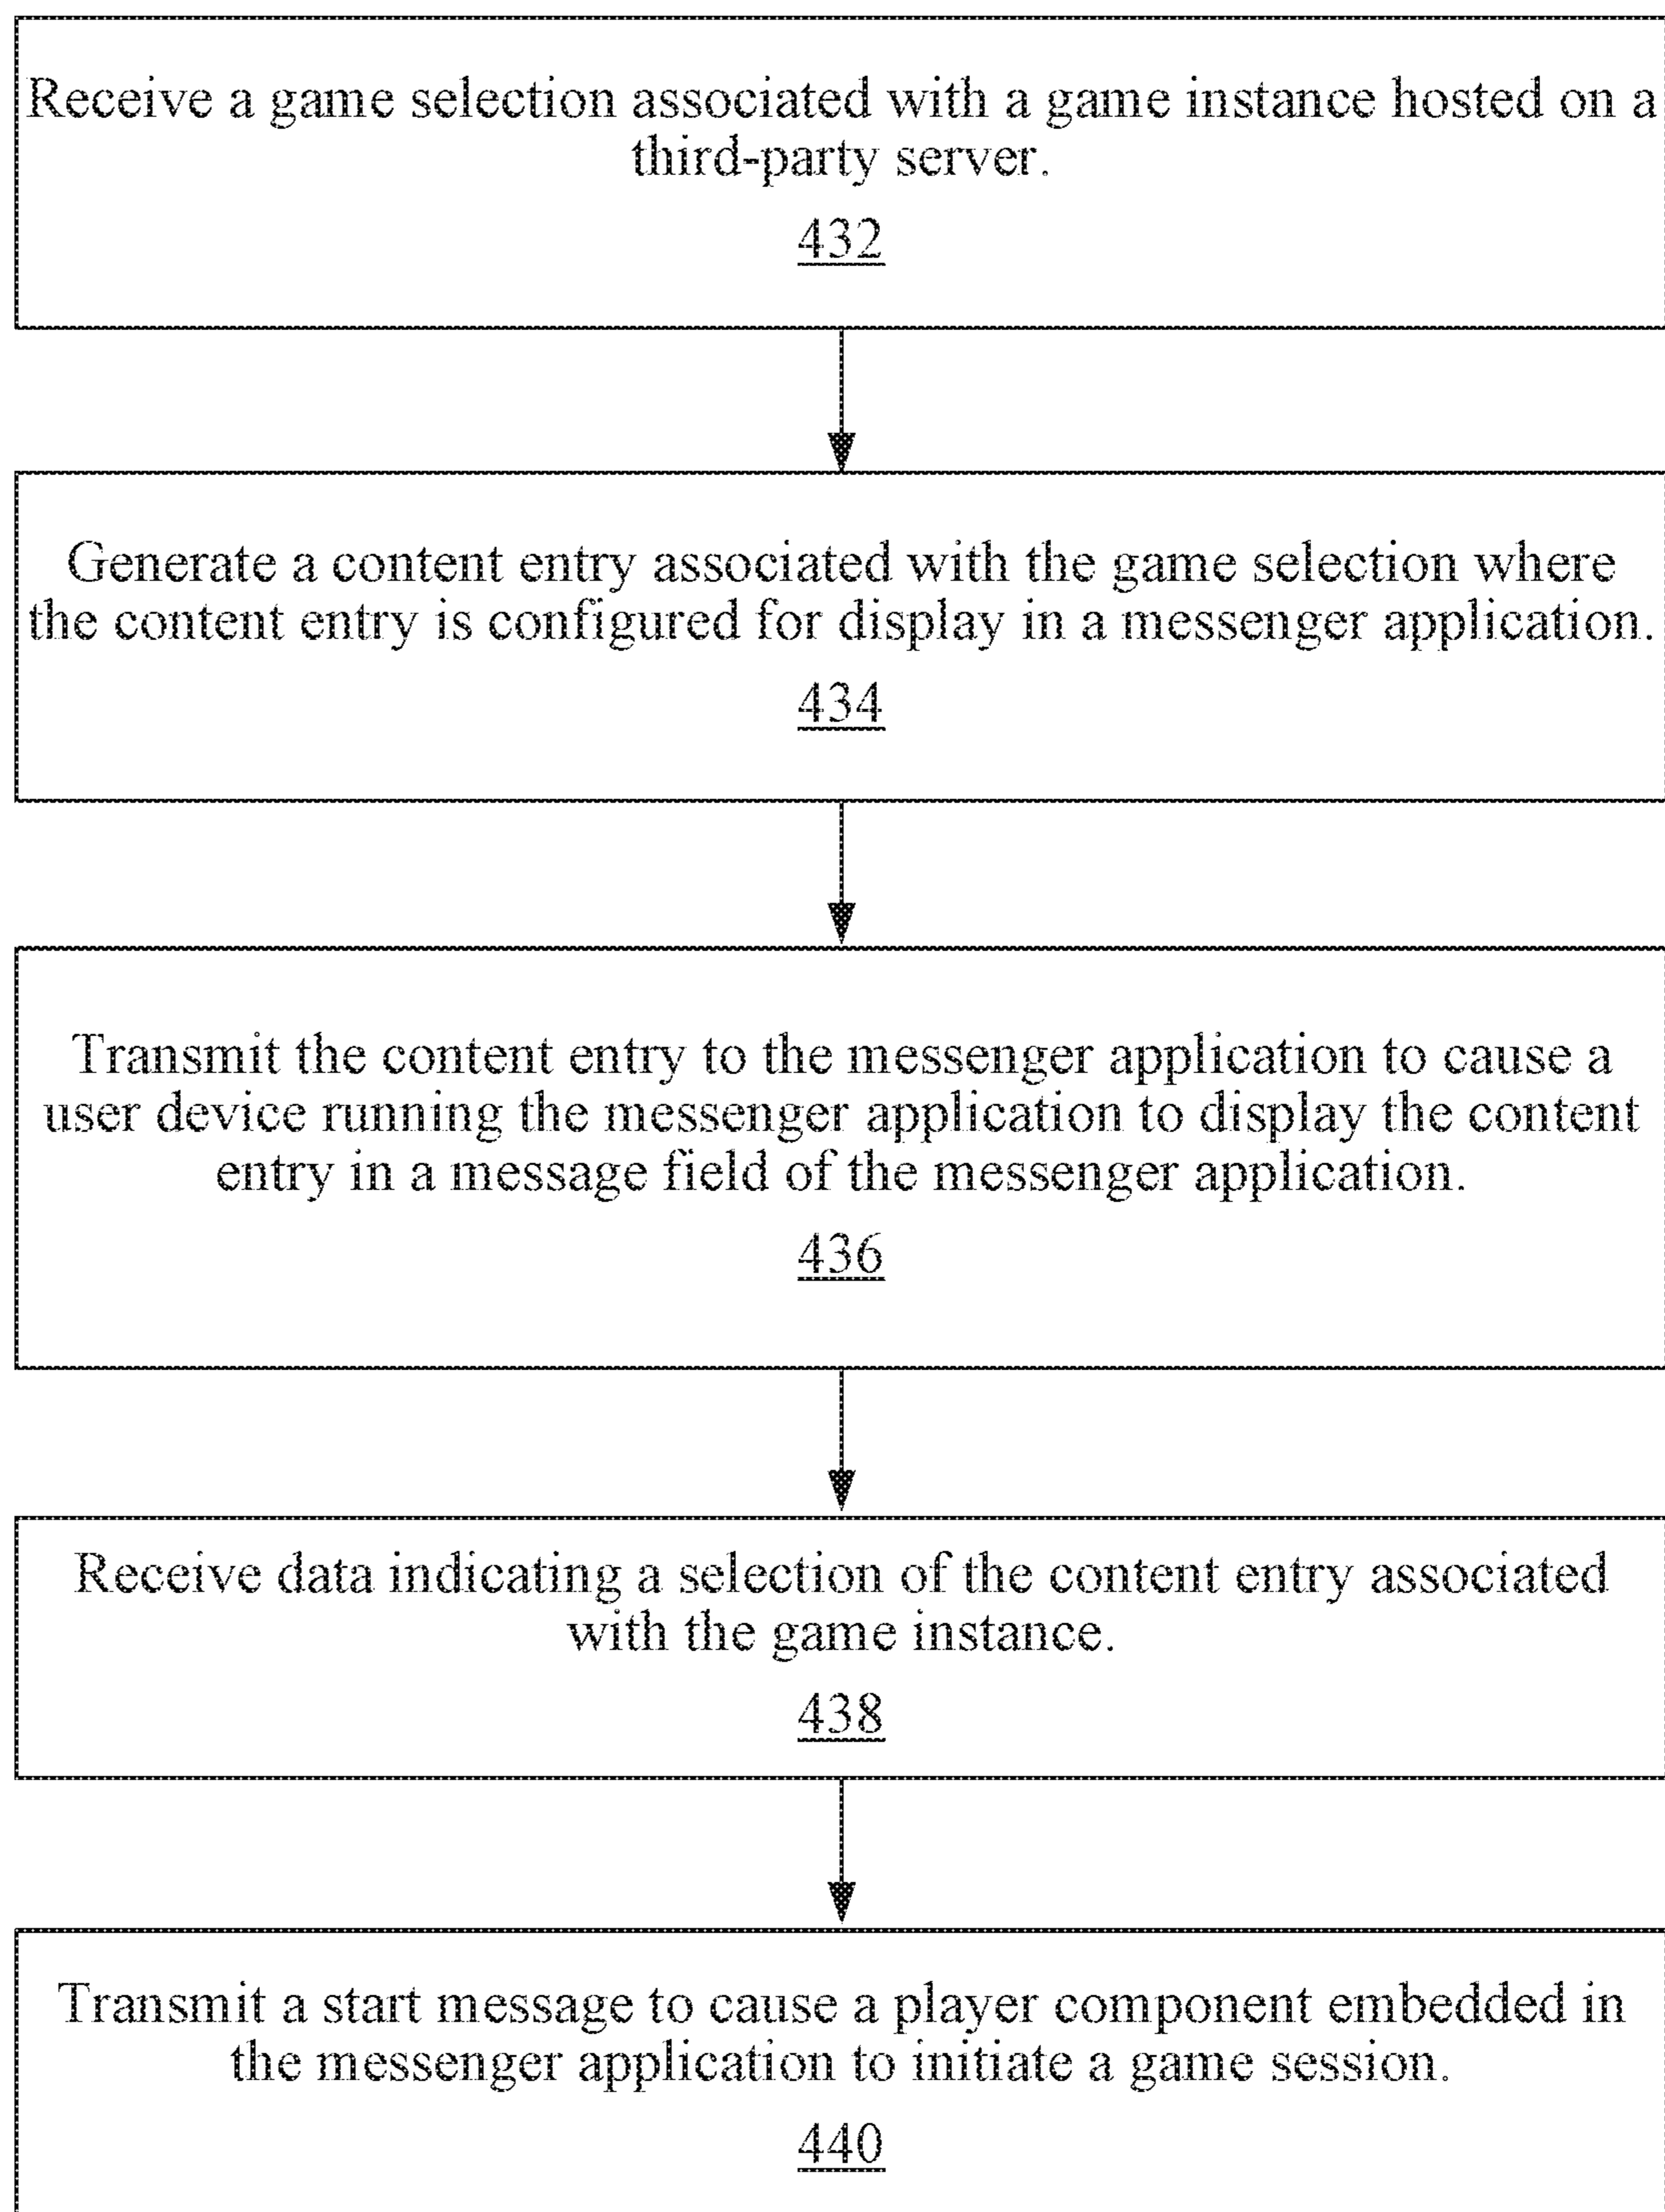 Receive a game selection associated with a game instance hosted on a
third-party server.
432
Generate a content entry associated with the game selection where
the content entry is configured for display in a messenger application.
434
Transmit the content entry to the messenger application to cause a
user device running the messenger application to display the content
entry in a message field of the messenger application.
436
Receive data indicating a selection of the content entry associated
with the game instance.
438
Transmit a start message to cause a player component embedded in
the messenger application to initiate a game session.
440